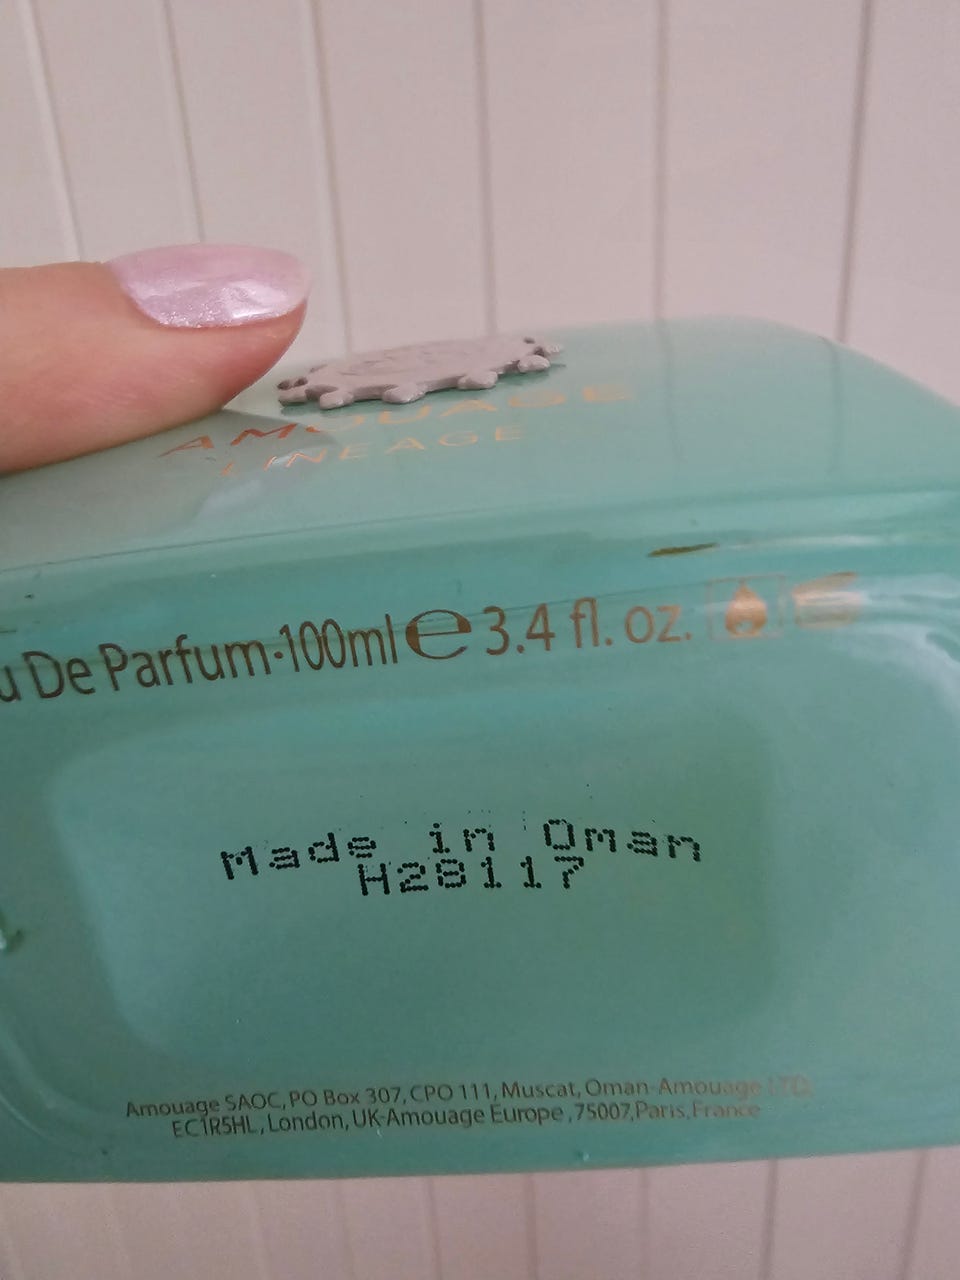 AMOUAGE
LINEAGE
u De Parfum·100ml ℮ 3.4 fl. oz.
Made in Oman
H28117
Amouage SAOC, PO Box 307, CPO 111, Muscat, Oman-Amouage LTD,
EC1R5HL, London, UK-Amouage Europe, 75007, Paris, France